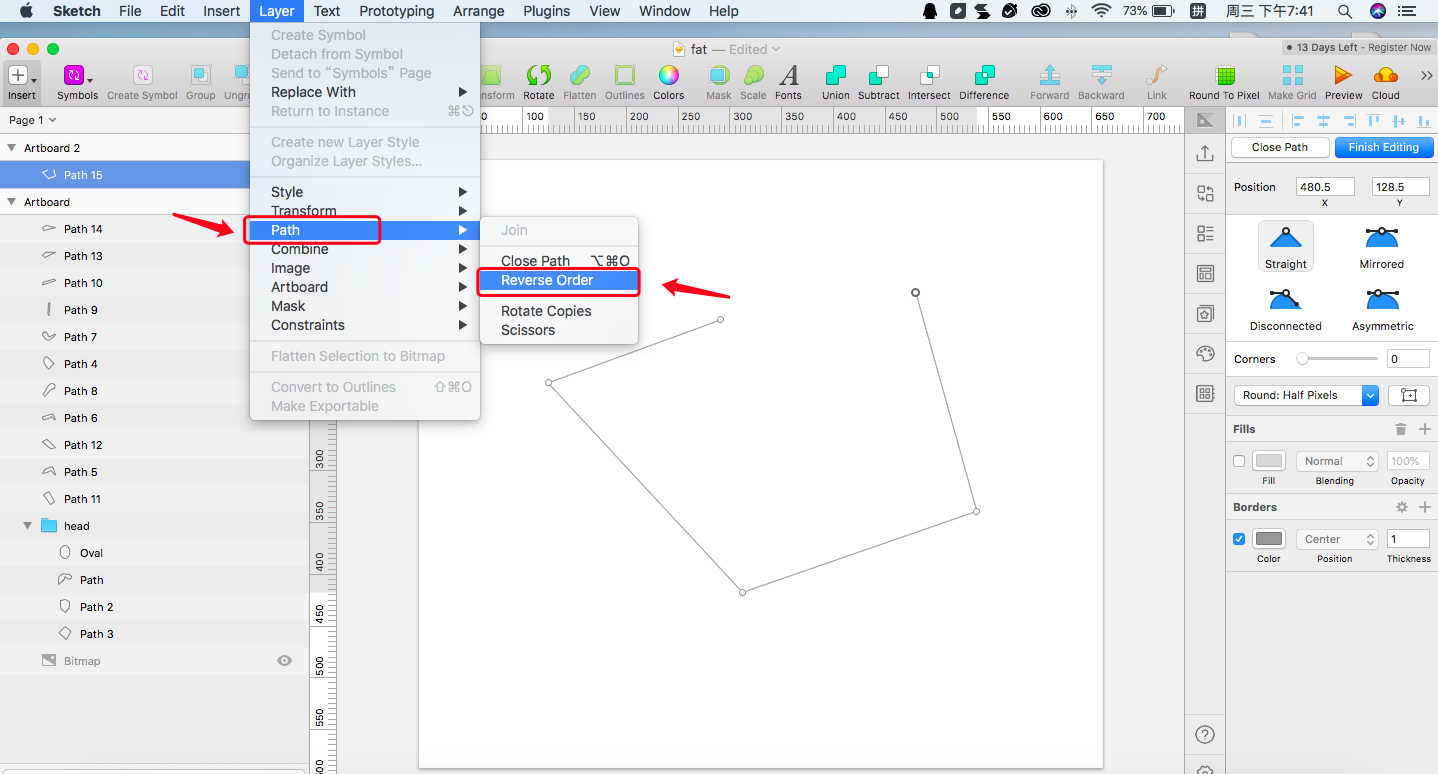 Sketch File Edit Insert Layer Text Prototyping Arrange Plugins View Window Help 73% 拼 周三 下午7:41
fat — Edited
13 Days Left - Register Now
Insert Symbols Create Symbol Group Rotate Flatten Outlines Colors Mask Scale Fonts Union Subtract Intersect Difference Forward Backward Link Round To Pixel Make Grid Preview Cloud
Page 1
100 150 200 250 300 350 400 450 500 550 600 650 700
Artboard 2
Path 15
Artboard
Path 14
Path 13
Path 10
Path 9
Path 7
Path 4
Path 8
Path 6
Path 12
Path 5
Path 11
head
Oval
Path
Path 2
Path 3
Bitmap
Create Symbol
Detach from Symbol
Send to “Symbols” Page
Replace With
Return to Instance ⌘⎋
Create new Layer Style
Organize Layer Styles...
Style
Transform
Path
Combine
Image
Artboard
Mask
Constraints
Flatten Selection to Bitmap
Convert to Outlines ⇧⌘O
Make Exportable
Join
Close Path ⌥⌘O
Reverse Order
Rotate Copies
Scissors
300
350
400
450
500
550
Close Path Finish Editing
Position 480.5 128.5
X Y
Straight Mirrored
Disconnected Asymmetric
Corners 0
Round: Half Pixels
Fills
Normal 100%
Fill Blending Opacity
Borders
Center 1
Color Position Thickness